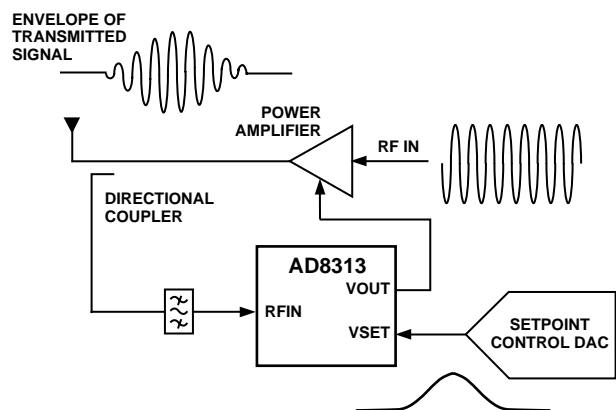 ENVELOPE OF
TRANSMITTED
SIGNAL
POWER
AMPLIFIER
RF IN
DIRECTIONAL
COUPLER
AD8313
VOUT
RFIN
VSET
SETPOINT
CONTROL DAC